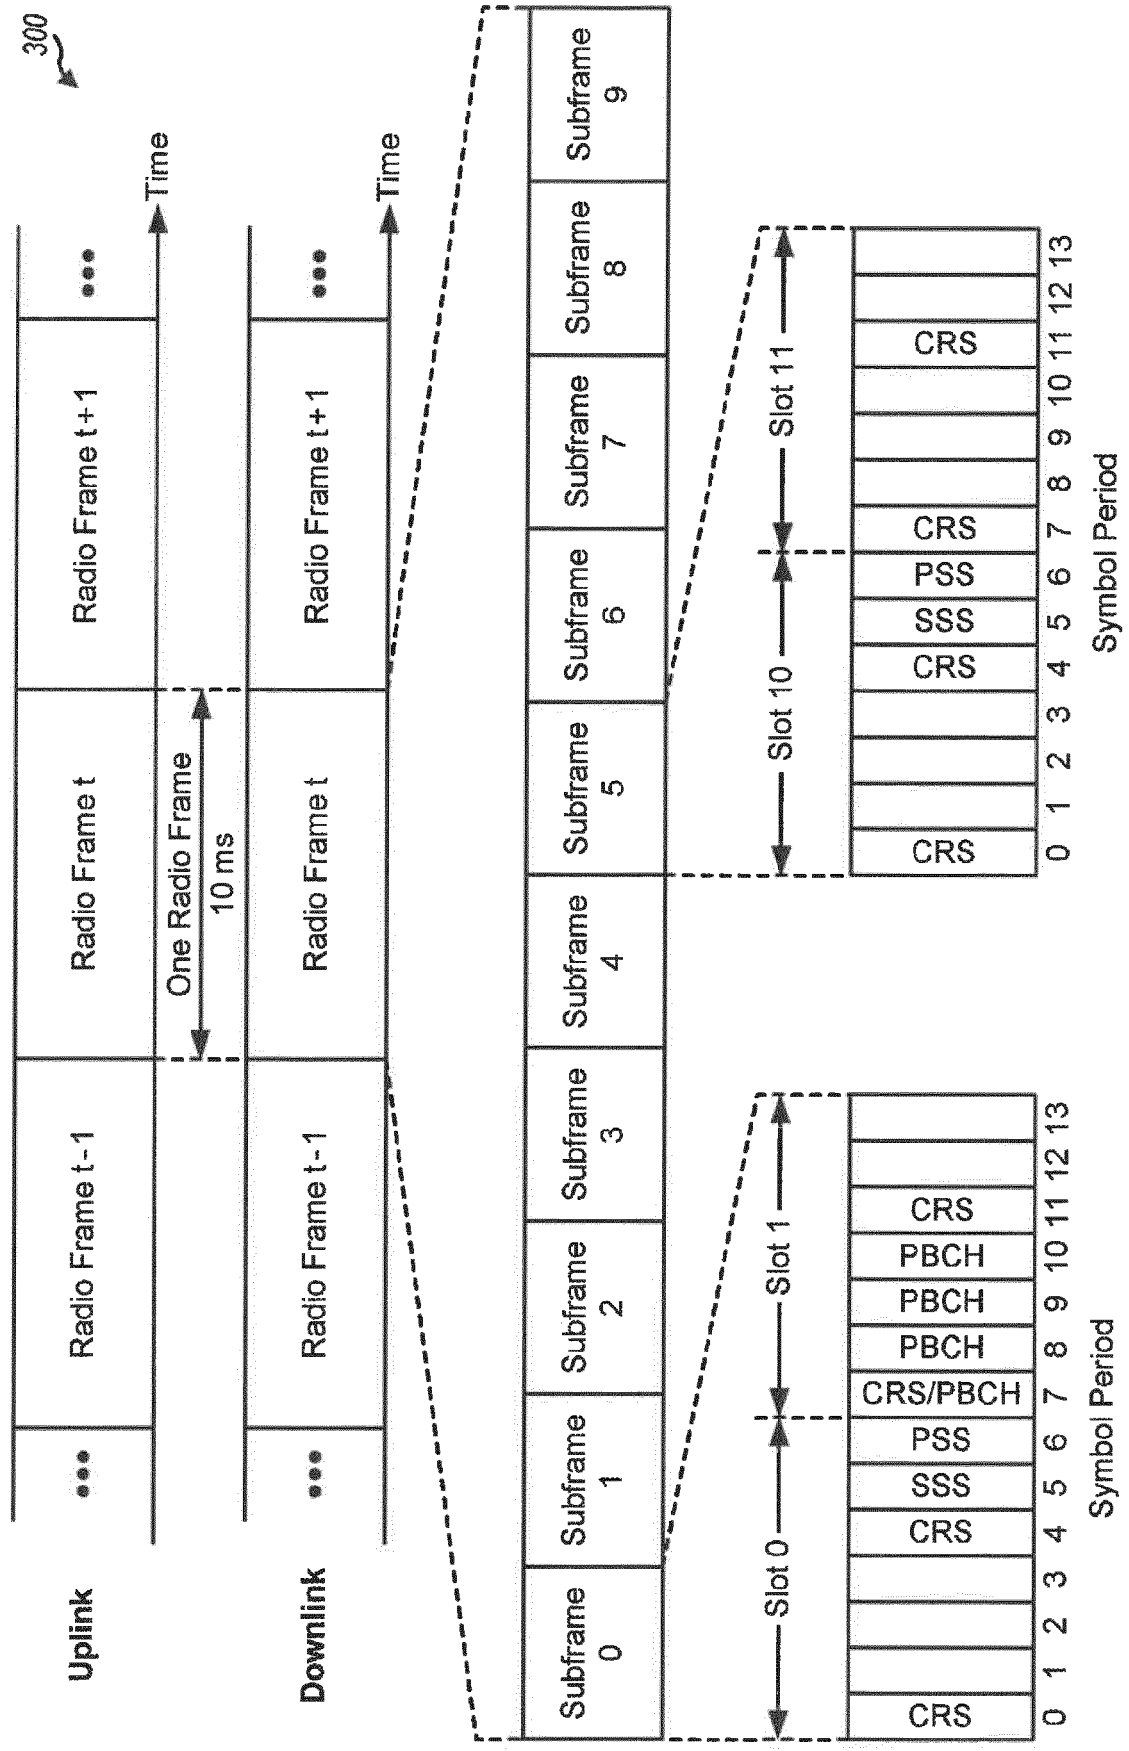 300
Uplink
•••
Radio Frame t-1
Radio Frame t
Radio Frame t+1
•••
Time
One Radio Frame
10 ms
Downlink
•••
Radio Frame t-1
Radio Frame t
Radio Frame t+1
•••
Time
Subframe
0
Subframe
1
Subframe
2
Subframe
3
Subframe
4
Subframe
5
Subframe
6
Subframe
7
Subframe
8
Subframe
9
Slot 0
Slot 1
CRS
CRS
SSS
PSS
CRS/PBCH
PBCH
PBCH
PBCH
CRS
0 1 2 3 4 5 6 7 8 9 10 11 12 13
Symbol Period
Slot 10
Slot 11
CRS
CRS
SSS
PSS
CRS
CRS
0 1 2 3 4 5 6 7 8 9 10 11 12 13
Symbol Period